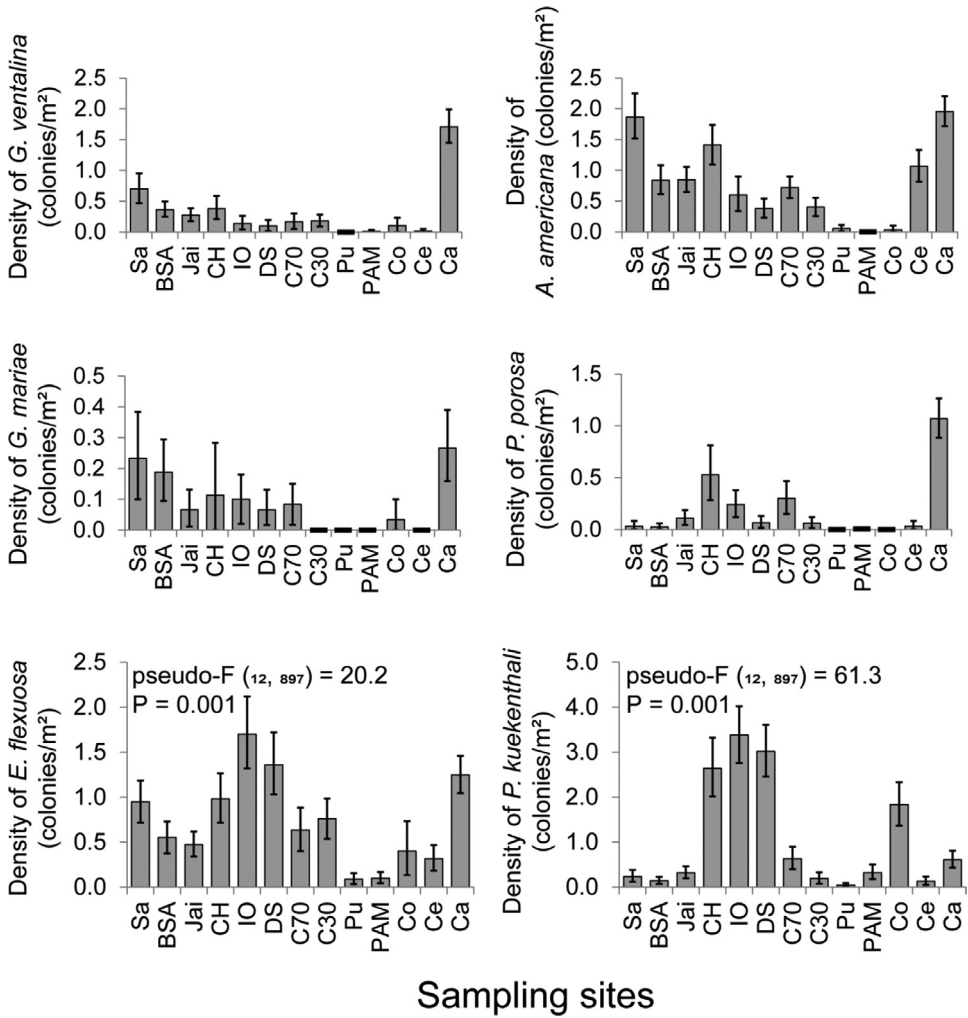 Density of G. ventalina
(colonies/m²)
2.5
2.0
1.5
1.0
0.5
0.0
Sa
BSA
Jai
CH
IO
DS
C70
C30
Pu
PAM
Co
Ce
Ca
Density of
A. americana (colonies/m²)
2.5
2.0
1.5
1.0
0.5
0.0
Sa
BSA
Jai
CH
IO
DS
C70
C30
Pu
PAM
Co
Ce
Ca
Density of G. mariae
(colonies/m²)
0.5
0.4
0.3
0.2
0.1
0.0
Sa
BSA
Jai
CH
IO
DS
C70
C30
Pu
PAM
Co
Ce
Ca
Density of P. porosa
(colonies/m²)
1.5
1.0
0.5
0.0
Sa
BSA
Jai
CH
IO
DS
C70
C30
Pu
PAM
Co
Ce
Ca
Density of E. flexuosa
(colonies/m²)
2.5
2.0
1.5
1.0
0.5
0.0
pseudo-F (₁₂, ₈₉₇) = 20.2
P = 0.001
Sa
BSA
Jai
CH
IO
DS
C70
C30
Pu
PAM
Co
Ce
Ca
Density of P. kuekenthali
(colonies/m²)
5.0
4.0
3.0
2.0
1.0
0.0
pseudo-F (₁₂, ₈₉₇) = 61.3
P = 0.001
Sa
BSA
Jai
CH
IO
DS
C70
C30
Pu
PAM
Co
Ce
Ca
Sampling sites